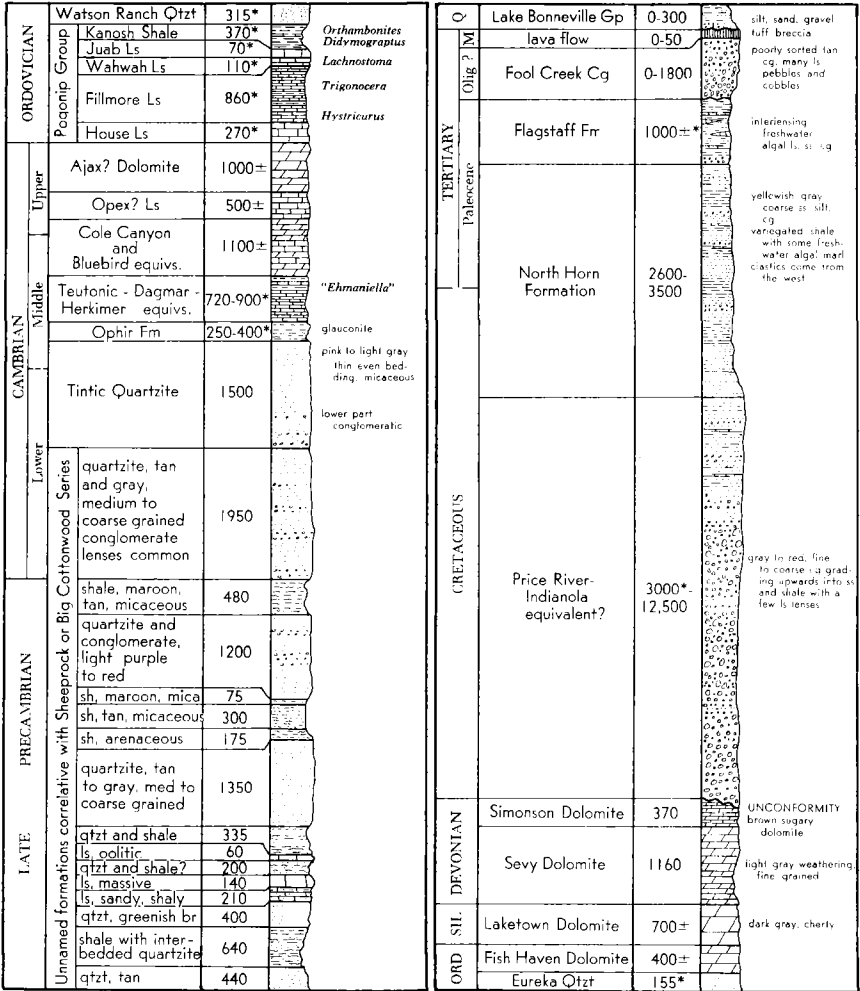 ORDOVICIAN
Pogonip Group
Watson Ranch Qtzt 315*
Kanosh Shale 370* Orthambonites
Juab Ls 70* Didymograptus
Wahwah Ls 110* Lachnostoma
Fillmore Ls 860* Trigonocera
Hystricurus
House Ls 270*
CAMBRIAN
Upper
Ajax? Dolomite 1000±
Opex? Ls 500±
Middle
Cole Canyon
and 1100±
Bluebird equivs.
Teutonic - Dagmar - 720-900* "Ehmaniella"
Herkimer equivs.
Ophir Fm 250-400* glauconite
Lower
Tintic Quartzite 1500
pink to light gray
thin even bed-
ding, micaceous
lower part
conglomeratic
Unnamed formations correlative with Sheeprock or Big Cottonwood Series
quartzite, tan
and gray,
medium to 1950
coarse grained
conglomerate
lenses common
LATE PRECAMBRIAN
shale, maroon, 480
tan, micaceous
quartzite and
conglomerate, 1200
light purple
to red
sh, maroon, mica 75
sh, tan, micaceous 300
sh, arenaceous 175
quartzite, tan
to gray, med to 1350
coarse grained
qtzt and shale 335
ls, oolitic 60
qtzt and shale? 200
ls, massive 140
ls, sandy, shaly 210
qtzt, greenish br 400
shale with inter- 640
bedded quartzite
qtzt, tan 440
Q
Lake Bonneville Gp 0-300 silt, sand, gravel
TERTIARY
M
lava flow 0-50 tuff breccia
Olig ?
Fool Creek Cg 0-1800
poorly sorted tan
cg, many ls
pebbles and
cobbles
Paleocene
Flagstaff Fm 1000±*
interlensing
freshwater
algal ls, ss, cg
North Horn 2600-
Formation 3500
yellowish gray
coarse ss, silt,
cg
variegated shale
with some fresh-
water algal marl
clastics come from
the west
CRETACEOUS
Price River- 3000*-
Indianola 12,500
equivalent?
gray to red, fine
to coarse cg grad-
ing upwards into ss
and shale with a
few ls lenses
DEVONIAN
UNCONFORMITY
Simonson Dolomite 370 brown sugary
dolomite
Sevy Dolomite 1160 light gray weathering,
fine grained
SIL.
Laketown Dolomite 700± dark gray, cherty
ORD
Fish Haven Dolomite 400±
Eureka Qtzt 155*